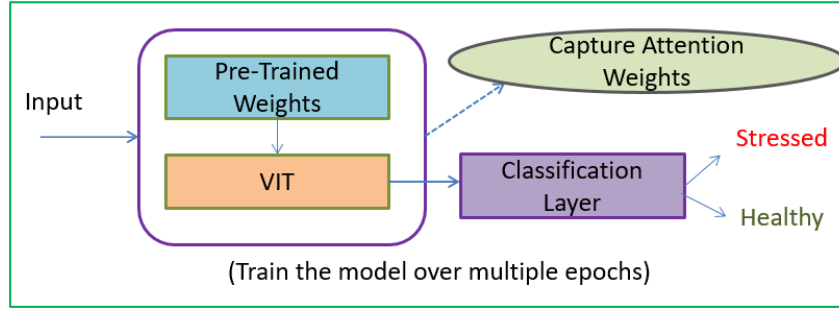 Input
Pre-Trained
Weights
VIT
Capture Attention
Weights
Classification
Layer
Stressed
Healthy
(Train the model over multiple epochs)